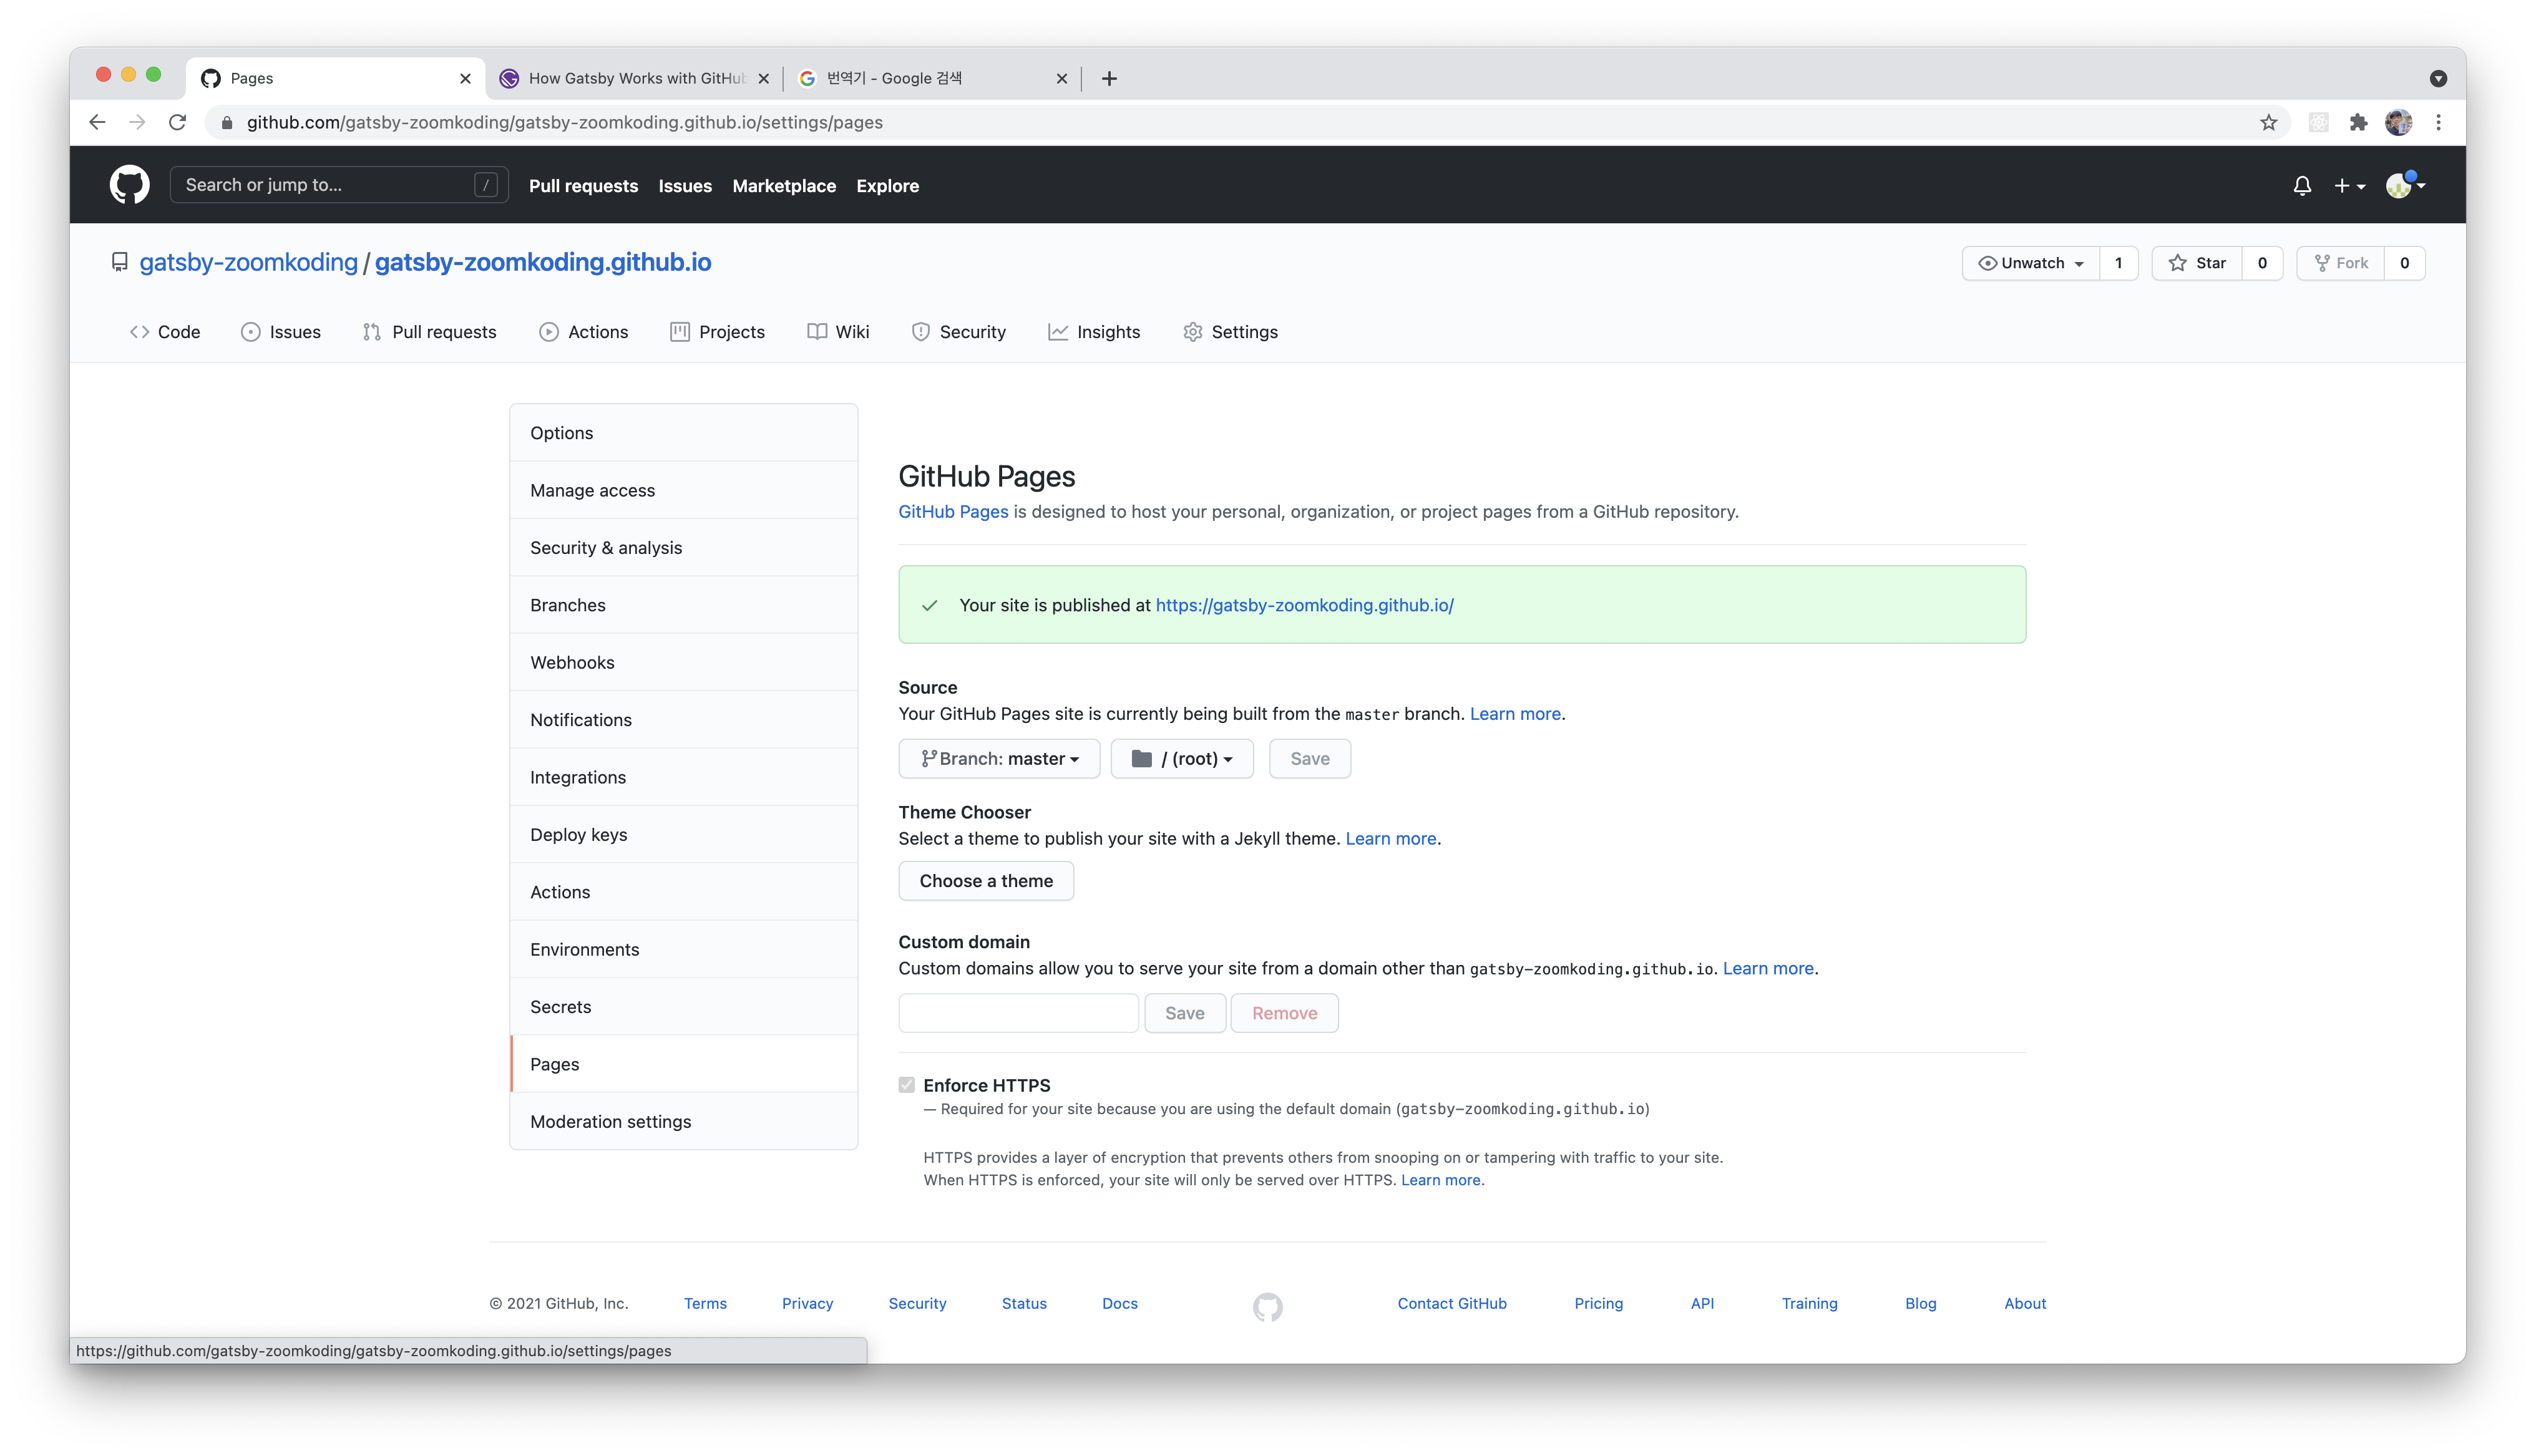 Pages
How Gatsby Works with GitHub
번역기 - Google 검색
github.com/gatsby-zoomkoding/gatsby-zoomkoding.github.io/settings/pages
Search or jump to... /
Pull requests Issues Marketplace Explore
gatsby-zoomkoding / gatsby-zoomkoding.github.io
Unwatch 1 Star 0 Fork 0
Code Issues Pull requests Actions Projects Wiki Security Insights Settings
Options
Manage access
Security & analysis
Branches
Webhooks
Notifications
Integrations
Deploy keys
Actions
Environments
Secrets
Pages
Moderation settings
GitHub Pages
GitHub Pages is designed to host your personal, organization, or project pages from a GitHub repository.
Your site is published at https://gatsby-zoomkoding.github.io/
Source
Your GitHub Pages site is currently being built from the master branch. Learn more.
Branch: master / (root) Save
Theme Chooser
Select a theme to publish your site with a Jekyll theme. Learn more.
Choose a theme
Custom domain
Custom domains allow you to serve your site from a domain other than gatsby-zoomkoding.github.io. Learn more.
Save Remove
Enforce HTTPS
— Required for your site because you are using the default domain (gatsby-zoomkoding.github.io)
HTTPS provides a layer of encryption that prevents others from snooping on or tampering with traffic to your site.
When HTTPS is enforced, your site will only be served over HTTPS. Learn more.
© 2021 GitHub, Inc. Terms Privacy Security Status Docs Contact GitHub Pricing API Training Blog About
https://github.com/gatsby-zoomkoding/gatsby-zoomkoding.github.io/settings/pages